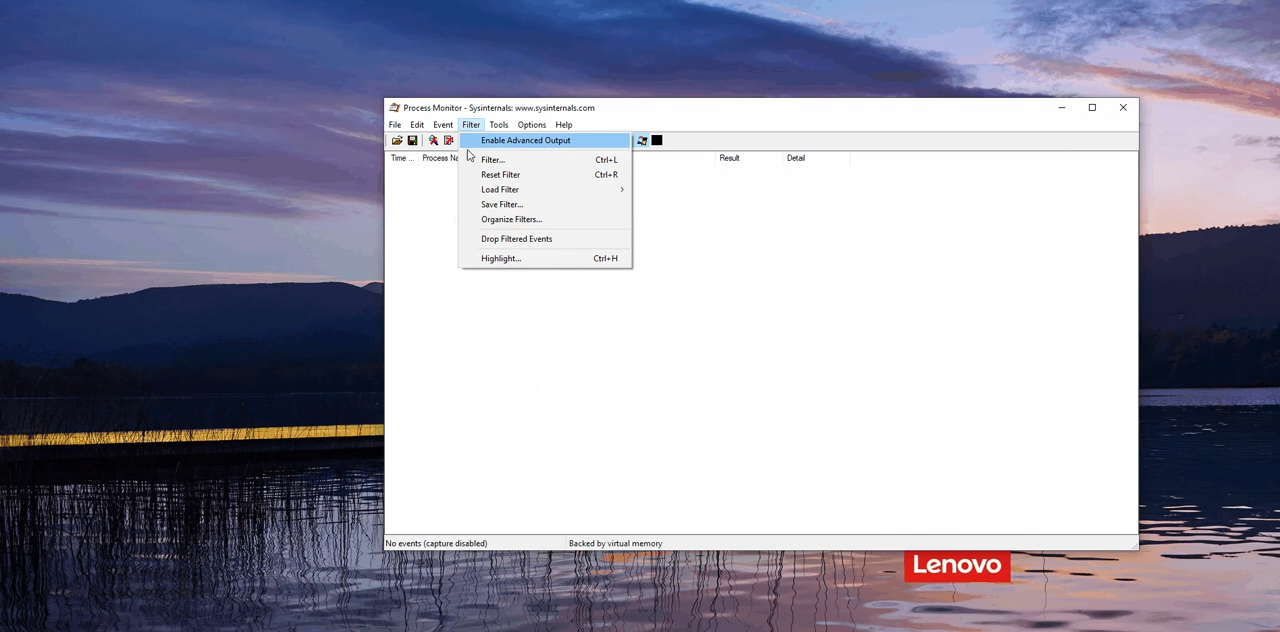 Process Monitor - Sysinternals: www.sysinternals.com
File Edit Event Filter Tools Options Help
Enable Advanced Output
Time ... Process Na Result Detail
Filter... Ctrl+L
Reset Filter Ctrl+R
Load Filter
Save Filter...
Organize Filters...
Drop Filtered Events
Highlight... Ctrl+H
No events (capture disabled) Backed by virtual memory
Lenovo